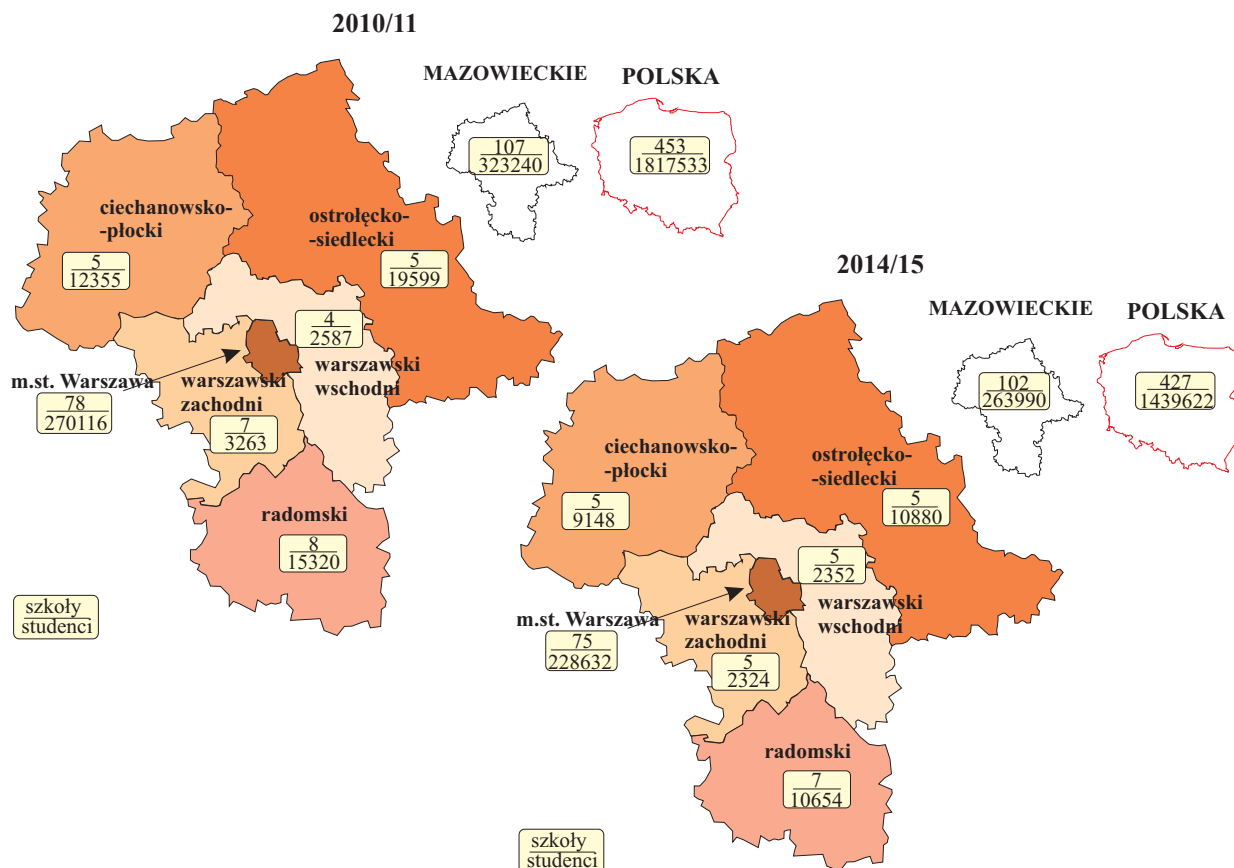 2010/11
MAZOWIECKIE
POLSKA
107
323240
453
1817533
ciechanowsko-
-płocki
5
12355
ostrołęcko-
-siedlecki
5
19599
4
2587
warszawski
wschodni
m.st. Warszawa
78
270116
warszawski
zachodni
7
3263
radomski
8
15320
szkoły
studenci
2014/15
MAZOWIECKIE
POLSKA
102
263990
427
1439622
ciechanowsko-
-płocki
5
9148
ostrołęcko-
-siedlecki
5
10880
5
2352
warszawski
wschodni
m.st. Warszawa
75
228632
warszawski
zachodni
5
2324
radomski
7
10654
szkoły
studenci